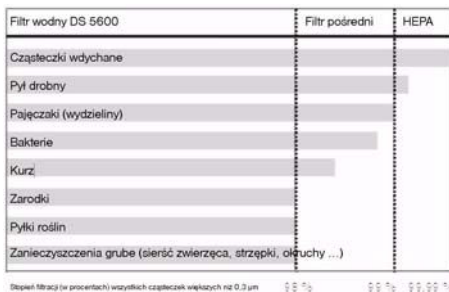 Filtr wodny DS 5600 Filtr pośredni HEPA
Cząsteczki wdychane
Pył drobny
Pajęczaki (wydzieliny)
Bakterie
Kurz
Zarodki
Pyłki roślin
Zanieczyszczenia grube (sierść zwierzęca, strzępki, okruchy ...)
Stopień filtracji (w procentach) wszystkich cząsteczek większych niż 0,3 µm 98 % 99 % 99,99 %